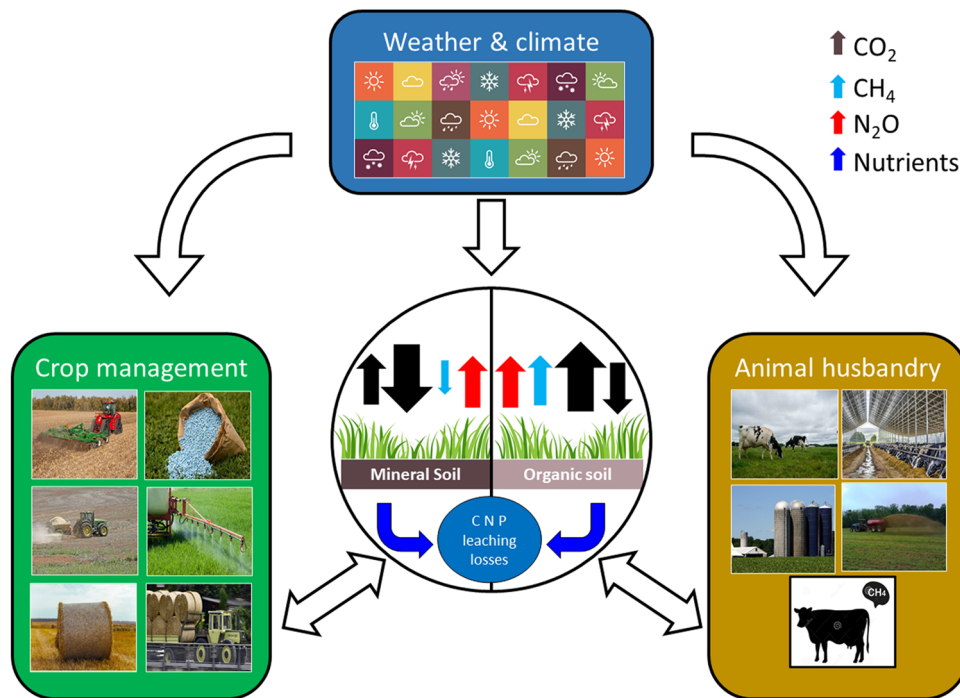 Weather & climate
CO₂
CH₄
N₂O
Nutrients
Crop management
Animal husbandry
Mineral Soil
Organic soil
C N P
leaching
losses
CH₄